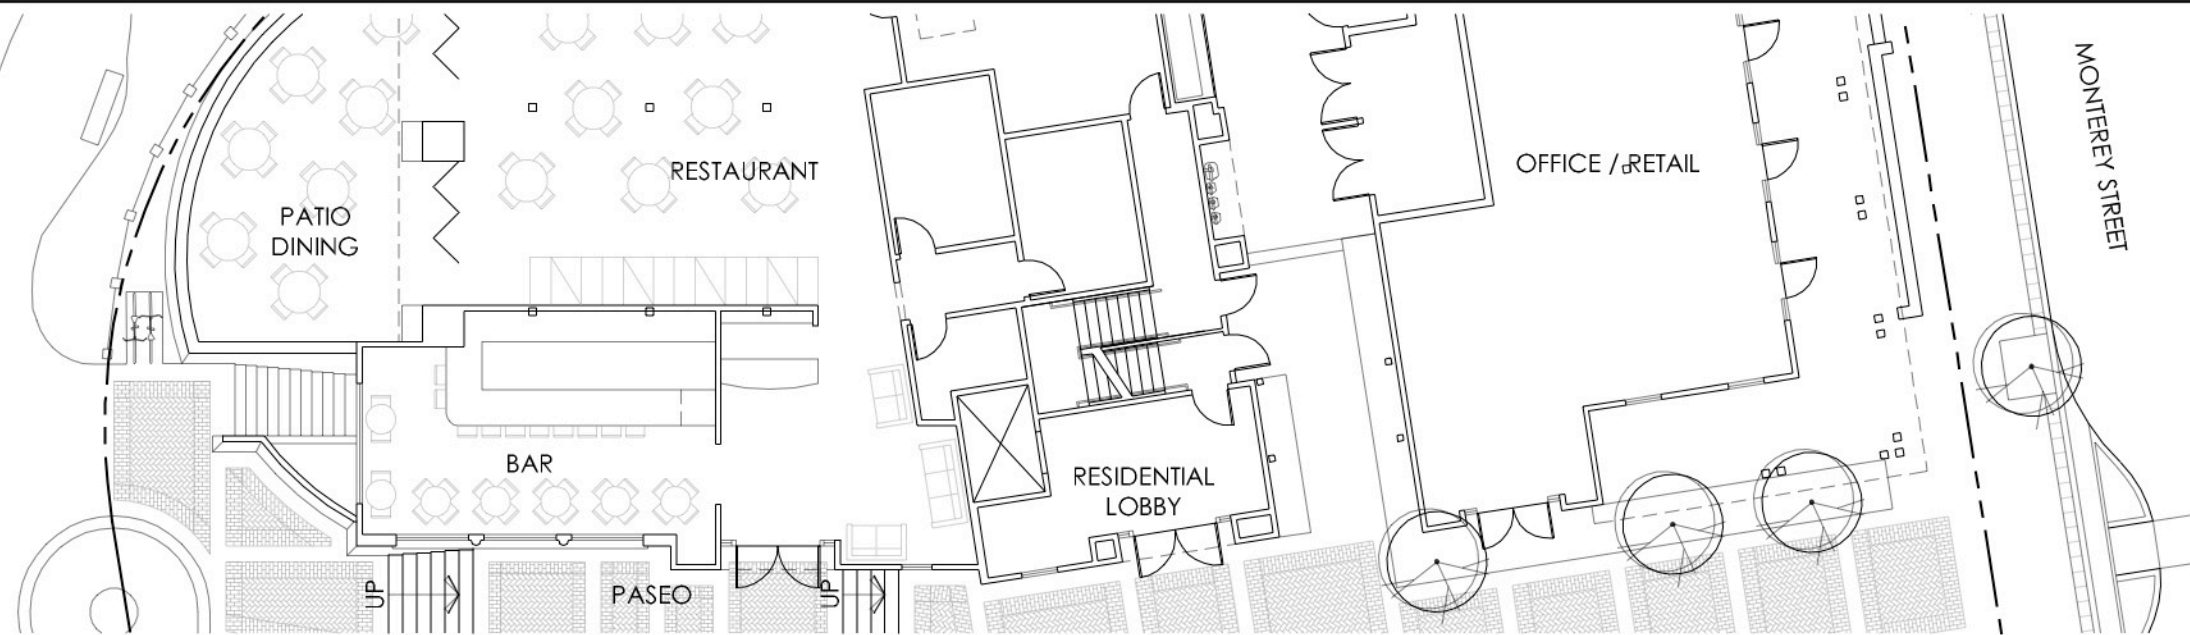 MONTEREY STREET
RESTAURANT
OFFICE / RETAIL
PATIO
DINING
BAR
RESIDENTIAL
LOBBY
UP
PASEO
UP